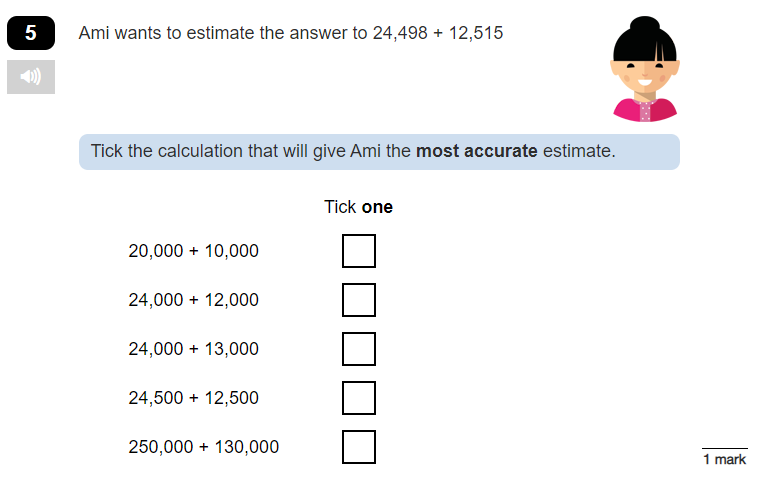 5
Ami wants to estimate the answer to 24,498 + 12,515
Tick the calculation that will give Ami the most accurate estimate.
Tick one
20,000 + 10,000
24,000 + 12,000
24,000 + 13,000
24,500 + 12,500
250,000 + 130,000
1 mark